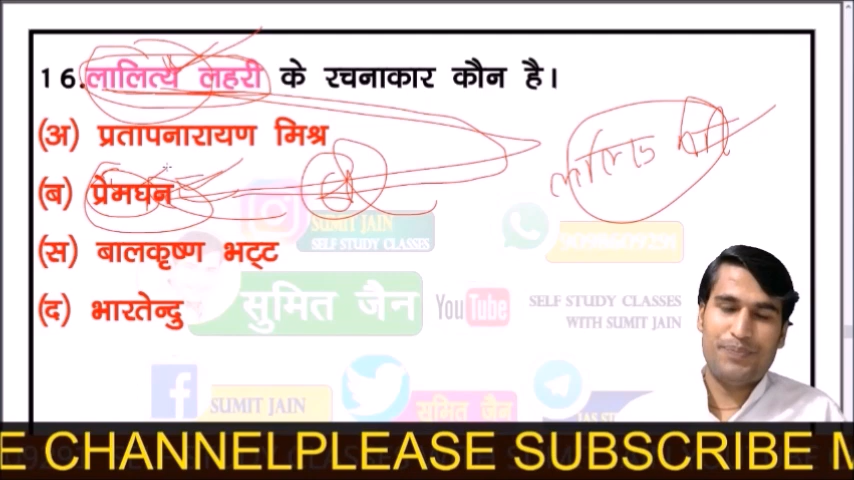 16.लालित्य लहरी के रचनाकार कौन है।
(अ) प्रतापनारायण मिश्र
(ब) प्रेमघन
(स) बालकृष्ण भट्ट
(द) भारतेन्दु
SUMIT JAIN
SELF STUDY CLASSES
सुमित जैन
YouTube
SELF STUDY CLASSES
WITH SUMIT JAIN
SUMIT JAIN
सुमित जैन
E CHANNELPLEASE SUBSCRIBE M